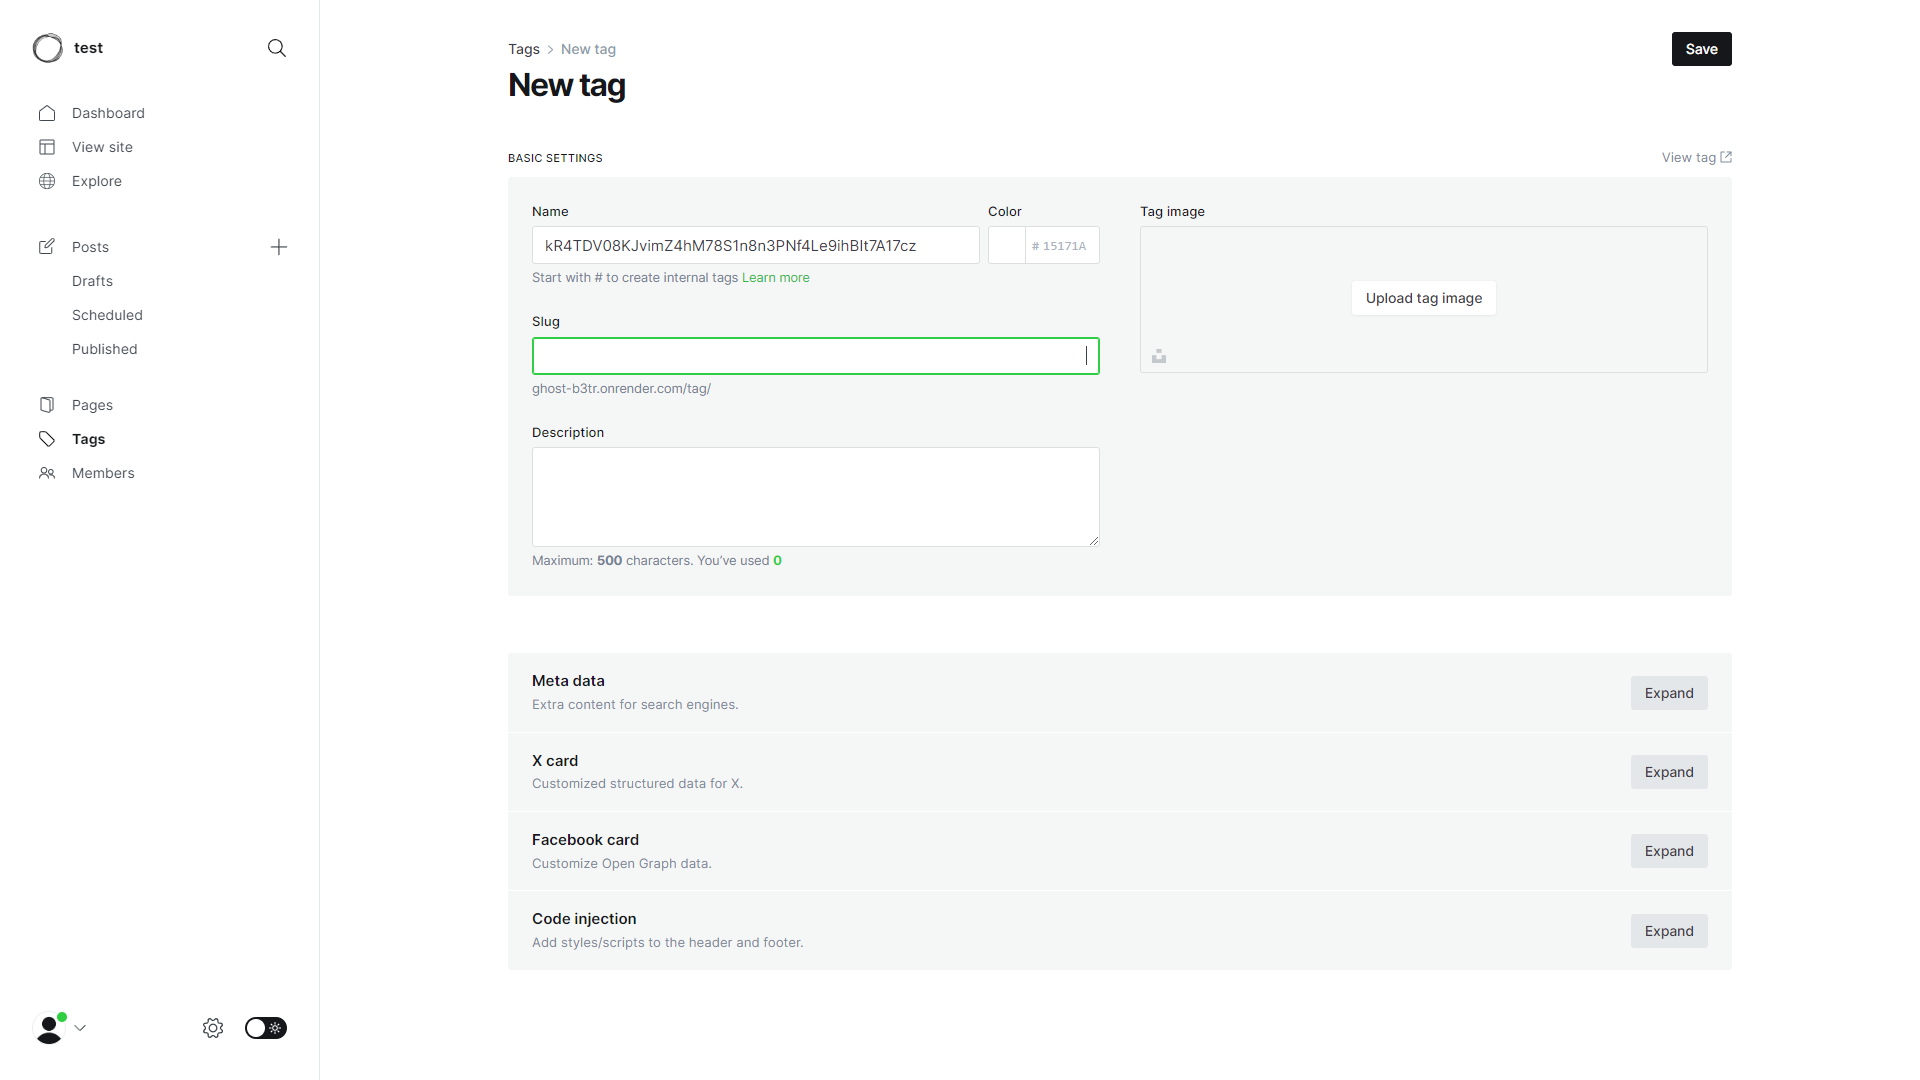 test
Dashboard
View site
Explore
Posts
Drafts
Scheduled
Published
Pages
Tags
Members
Tags > New tag
New tag
Save
BASIC SETTINGS
View tag
Name
kR4TDV08KJvimZ4hM78S1n8n3PNf4Le9ihBIt7A17cz
Start with # to create internal tags Learn more
Color
# 15171A
Slug
ghost-b3tr.onrender.com/tag/
Description
Maximum: 500 characters. You’ve used 0
Tag image
Upload tag image
Meta data
Extra content for search engines.
Expand
X card
Customized structured data for X.
Expand
Facebook card
Customize Open Graph data.
Expand
Code injection
Add styles/scripts to the header and footer.
Expand